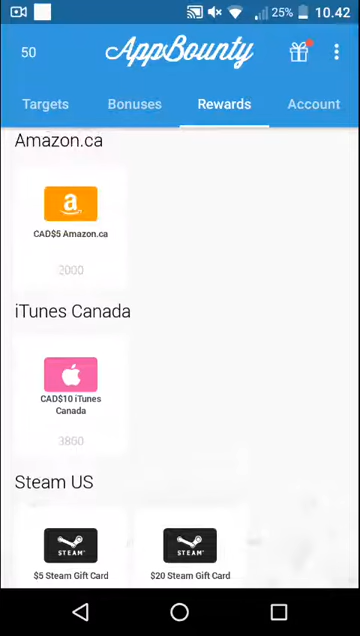 25% 10.42
50 AppBounty
Targets Bonuses Rewards Account
Amazon.ca
a
CAD$5 Amazon.ca
2000
iTunes Canada
CAD$10 iTunes
Canada
3860
Steam US
STEAM STEAM
$5 Steam Gift Card $20 Steam Gift Card